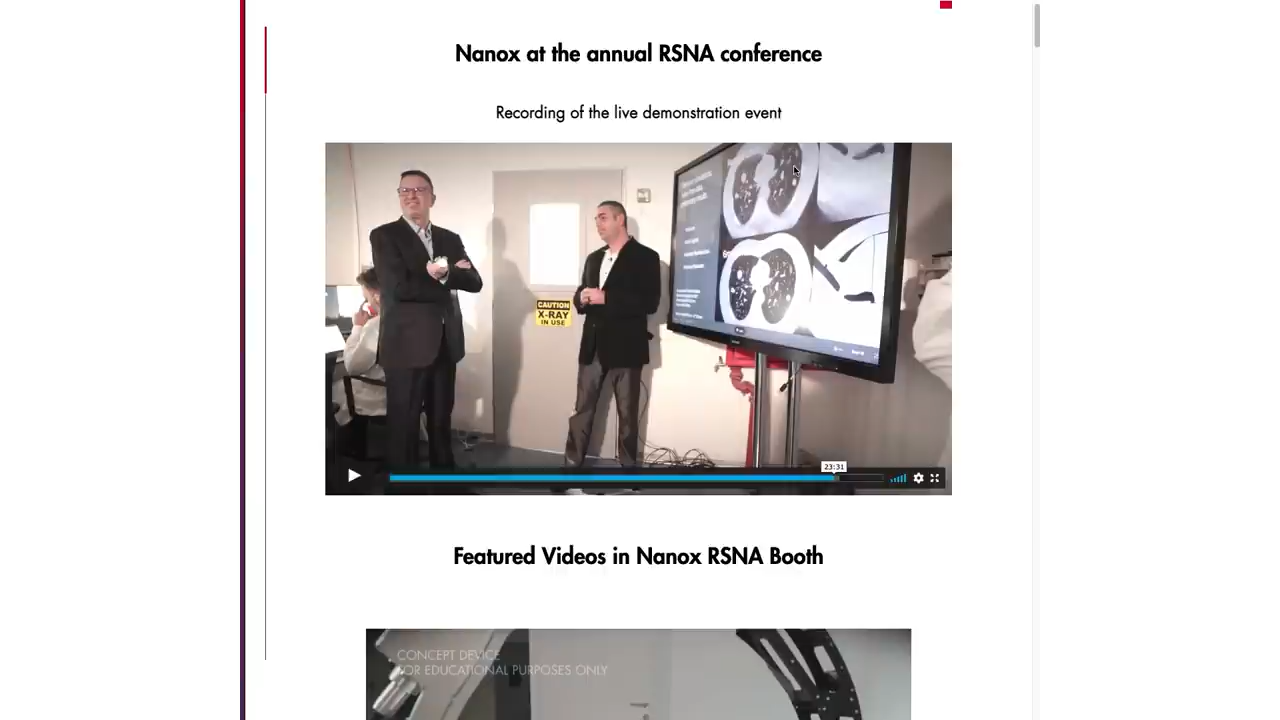 Nanox at the annual RSNA conference
Recording of the live demonstration event
CAUTION
X-RAY
IN USE
23:31
Featured Videos in Nanox RSNA Booth
CONCEPT DEVICE
FOR EDUCATIONAL PURPOSES ONLY